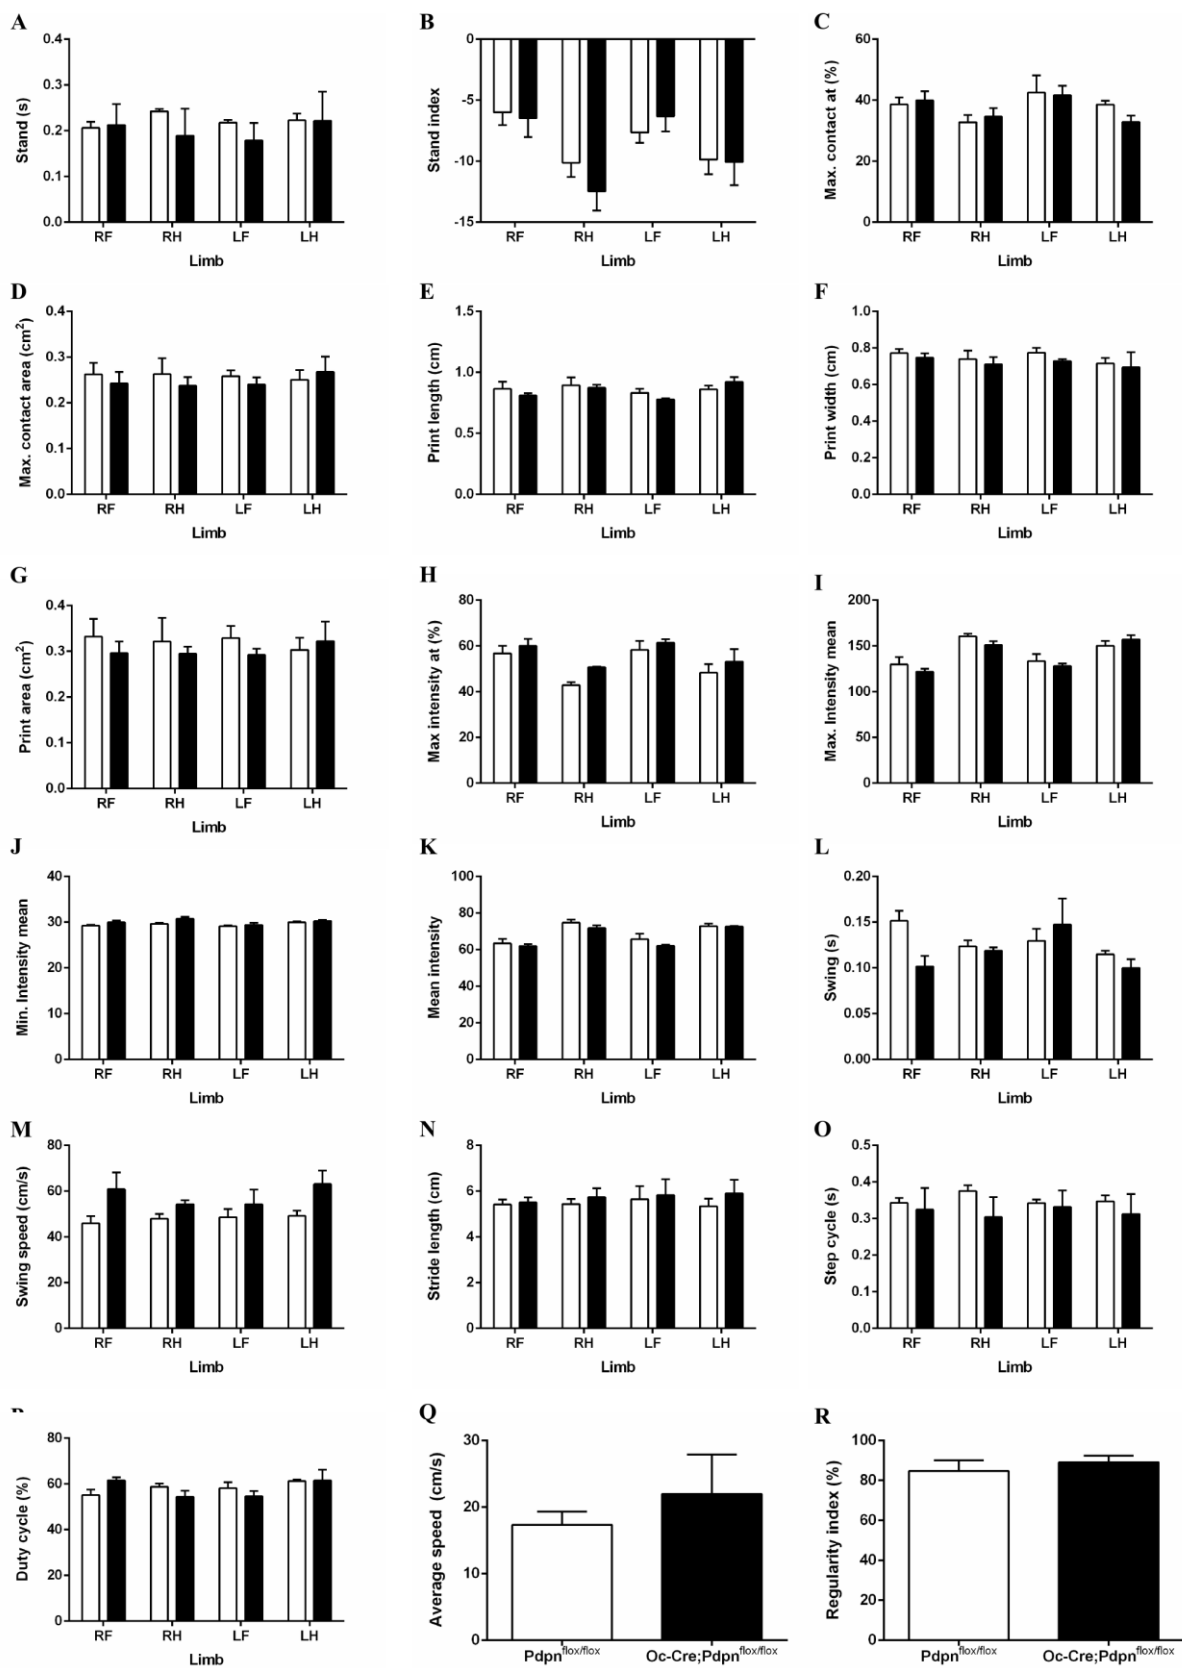 A
Stand (s)
0.4
0.3
0.2
0.1
0.0
RF RH LF LH
Limb
B
Stand index
0
-5
-10
-15
RF RH LF LH
Limb
C
Max. contact at (%)
60
40
20
0
RF RH LF LH
Limb
D
Max. contact area (cm²)
0.4
0.3
0.2
0.1
0.0
RF RH LF LH
Limb
E
Print length (cm)
1.5
1.0
0.5
0.0
RF RH LF LH
Limb
F
Print width (cm)
1.0
0.8
0.6
0.4
0.2
0.0
RF RH LF LH
Limb
G
Print area (cm²)
0.4
0.3
0.2
0.1
0.0
RF RH LF LH
Limb
H
Max intensity at (%)
80
60
40
20
0
RF RH LF LH
Limb
I
Max. Intensity mean
200
150
100
50
0
RF RH LF LH
Limb
J
Min. Intensity mean
40
30
20
10
0
RF RH LF LH
Limb
K
Mean intensity
100
80
60
40
20
0
RF RH LF LH
Limb
L
Swing (s)
0.20
0.15
0.10
0.05
0.00
RF RH LF LH
Limb
M
Swing speed (cm/s)
80
60
40
20
0
RF RH LF LH
Limb
N
Stride length (cm)
8
6
4
2
0
RF RH LF LH
Limb
O
Step cycle (s)
0.5
0.4
0.3
0.2
0.1
0.0
RF RH LF LH
Limb
Duty cycle (%)
80
60
40
20
0
RF RH LF LH
Limb
Q
Average speed (cm/s)
30
20
10
0
Pdpn^flox/flox Oc-Cre;Pdpn^flox/flox
R
Regularity index (%)
100
80
60
40
20
0
Pdpn^flox/flox Oc-Cre;Pdpn^flox/flox